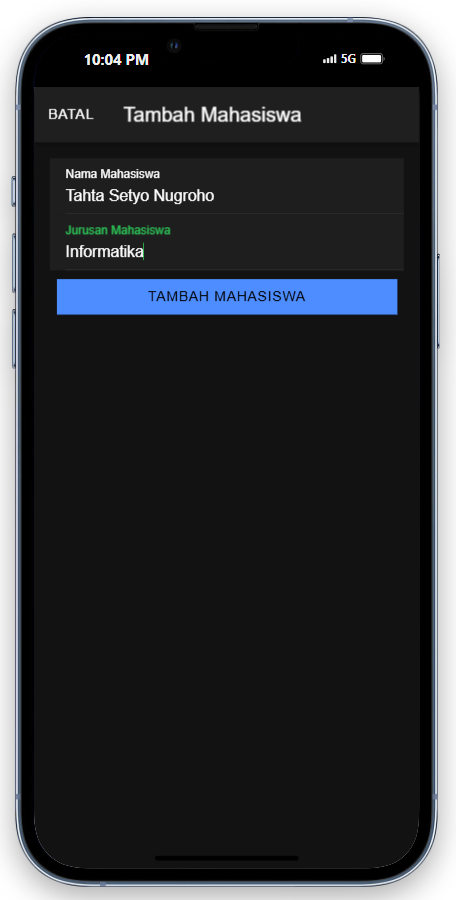 10:04 PM 5G
BATAL Tambah Mahasiswa
Nama Mahasiswa
Tahta Setyo Nugroho
Jurusan Mahasiswa
Informatika
TAMBAH MAHASISWA